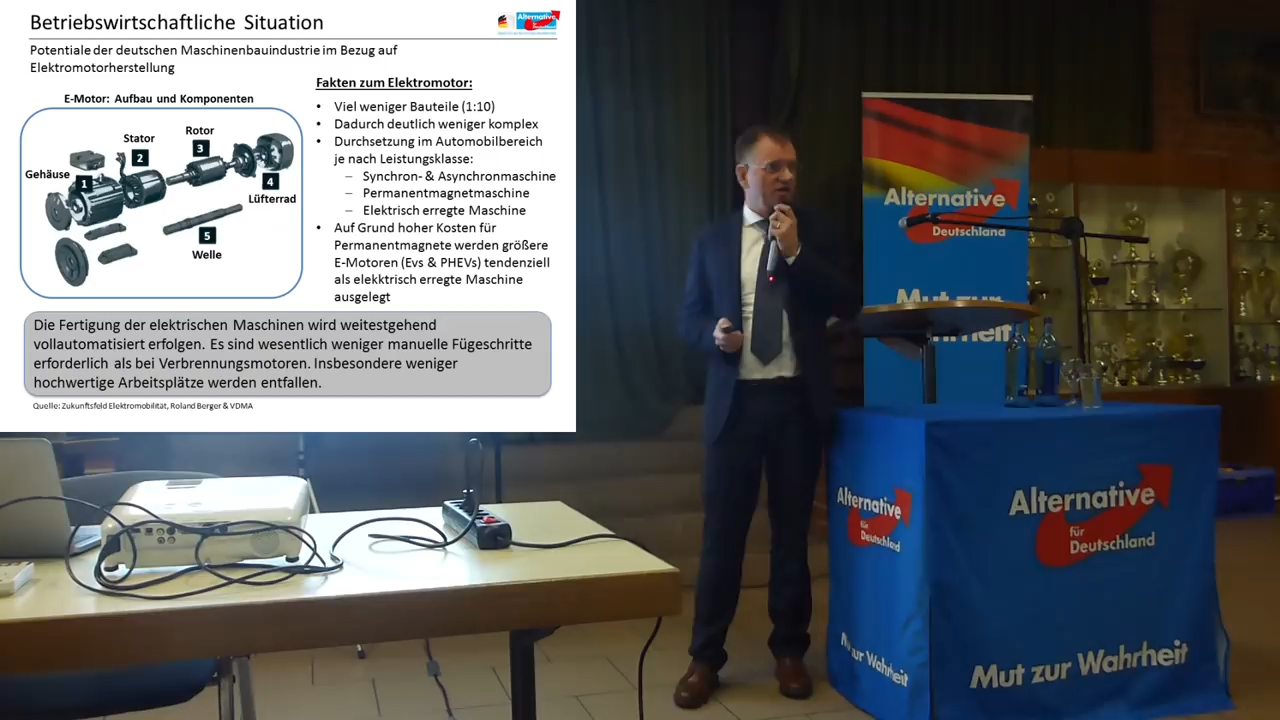 Betriebswirtschaftliche Situation
Alternative
für
Deutschland
Potentiale der deutschen Maschinenbauindustrie im Bezug auf
Elektromotorherstellung
E-Motor: Aufbau und Komponenten
Gehäuse
1
Stator
2
Rotor
3
4
Lüfterrad
5
Welle
Fakten zum Elektromotor:
• Viel weniger Bauteile (1:10)
• Dadurch deutlich weniger komplex
• Durchsetzung im Automobilbereich
je nach Leistungsklasse:
– Synchron- & Asynchronmaschine
– Permanentmagnetmaschine
– Elektrisch erregte Maschine
• Auf Grund hoher Kosten für
Permanentmagnete werden größere
E-Motoren (Evs & PHEVs) tendenziell
als elekktrisch erregte Maschine
ausgelegt
Die Fertigung der elektrischen Maschinen wird weitestgehend
vollautomatisiert erfolgen. Es sind wesentlich weniger manuelle Fügeschritte
erforderlich als bei Verbrennungsmotoren. Insbesondere weniger
hochwertige Arbeitsplätze werden entfallen.
Quelle: Zukunftsfeld Elektromobilität, Roland Berger & VDMA
Alternative
Deutschland
Mut zur
Alternative
für
Deutschland
Mut zur Wahrheit
Alternative
für
Deutschland
Mut zur Wahrheit